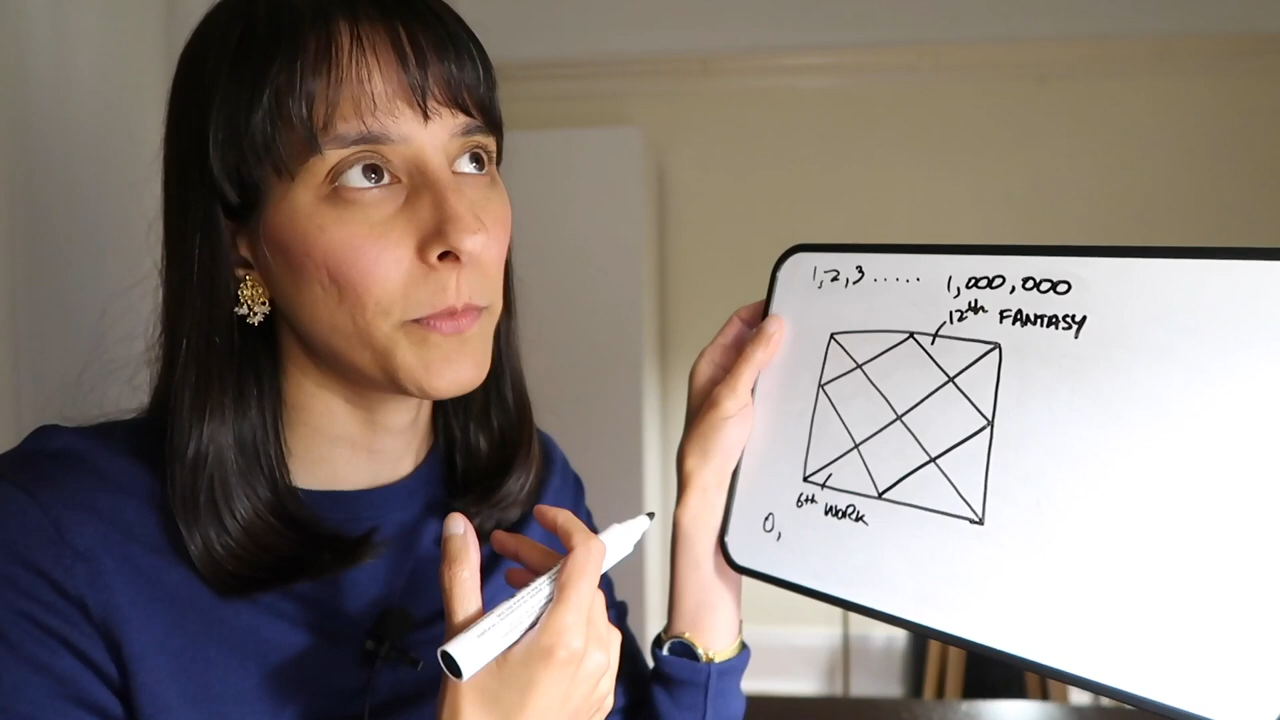 1,2,3..... 1,000,000
12th FANTASY
6th WORK
0,